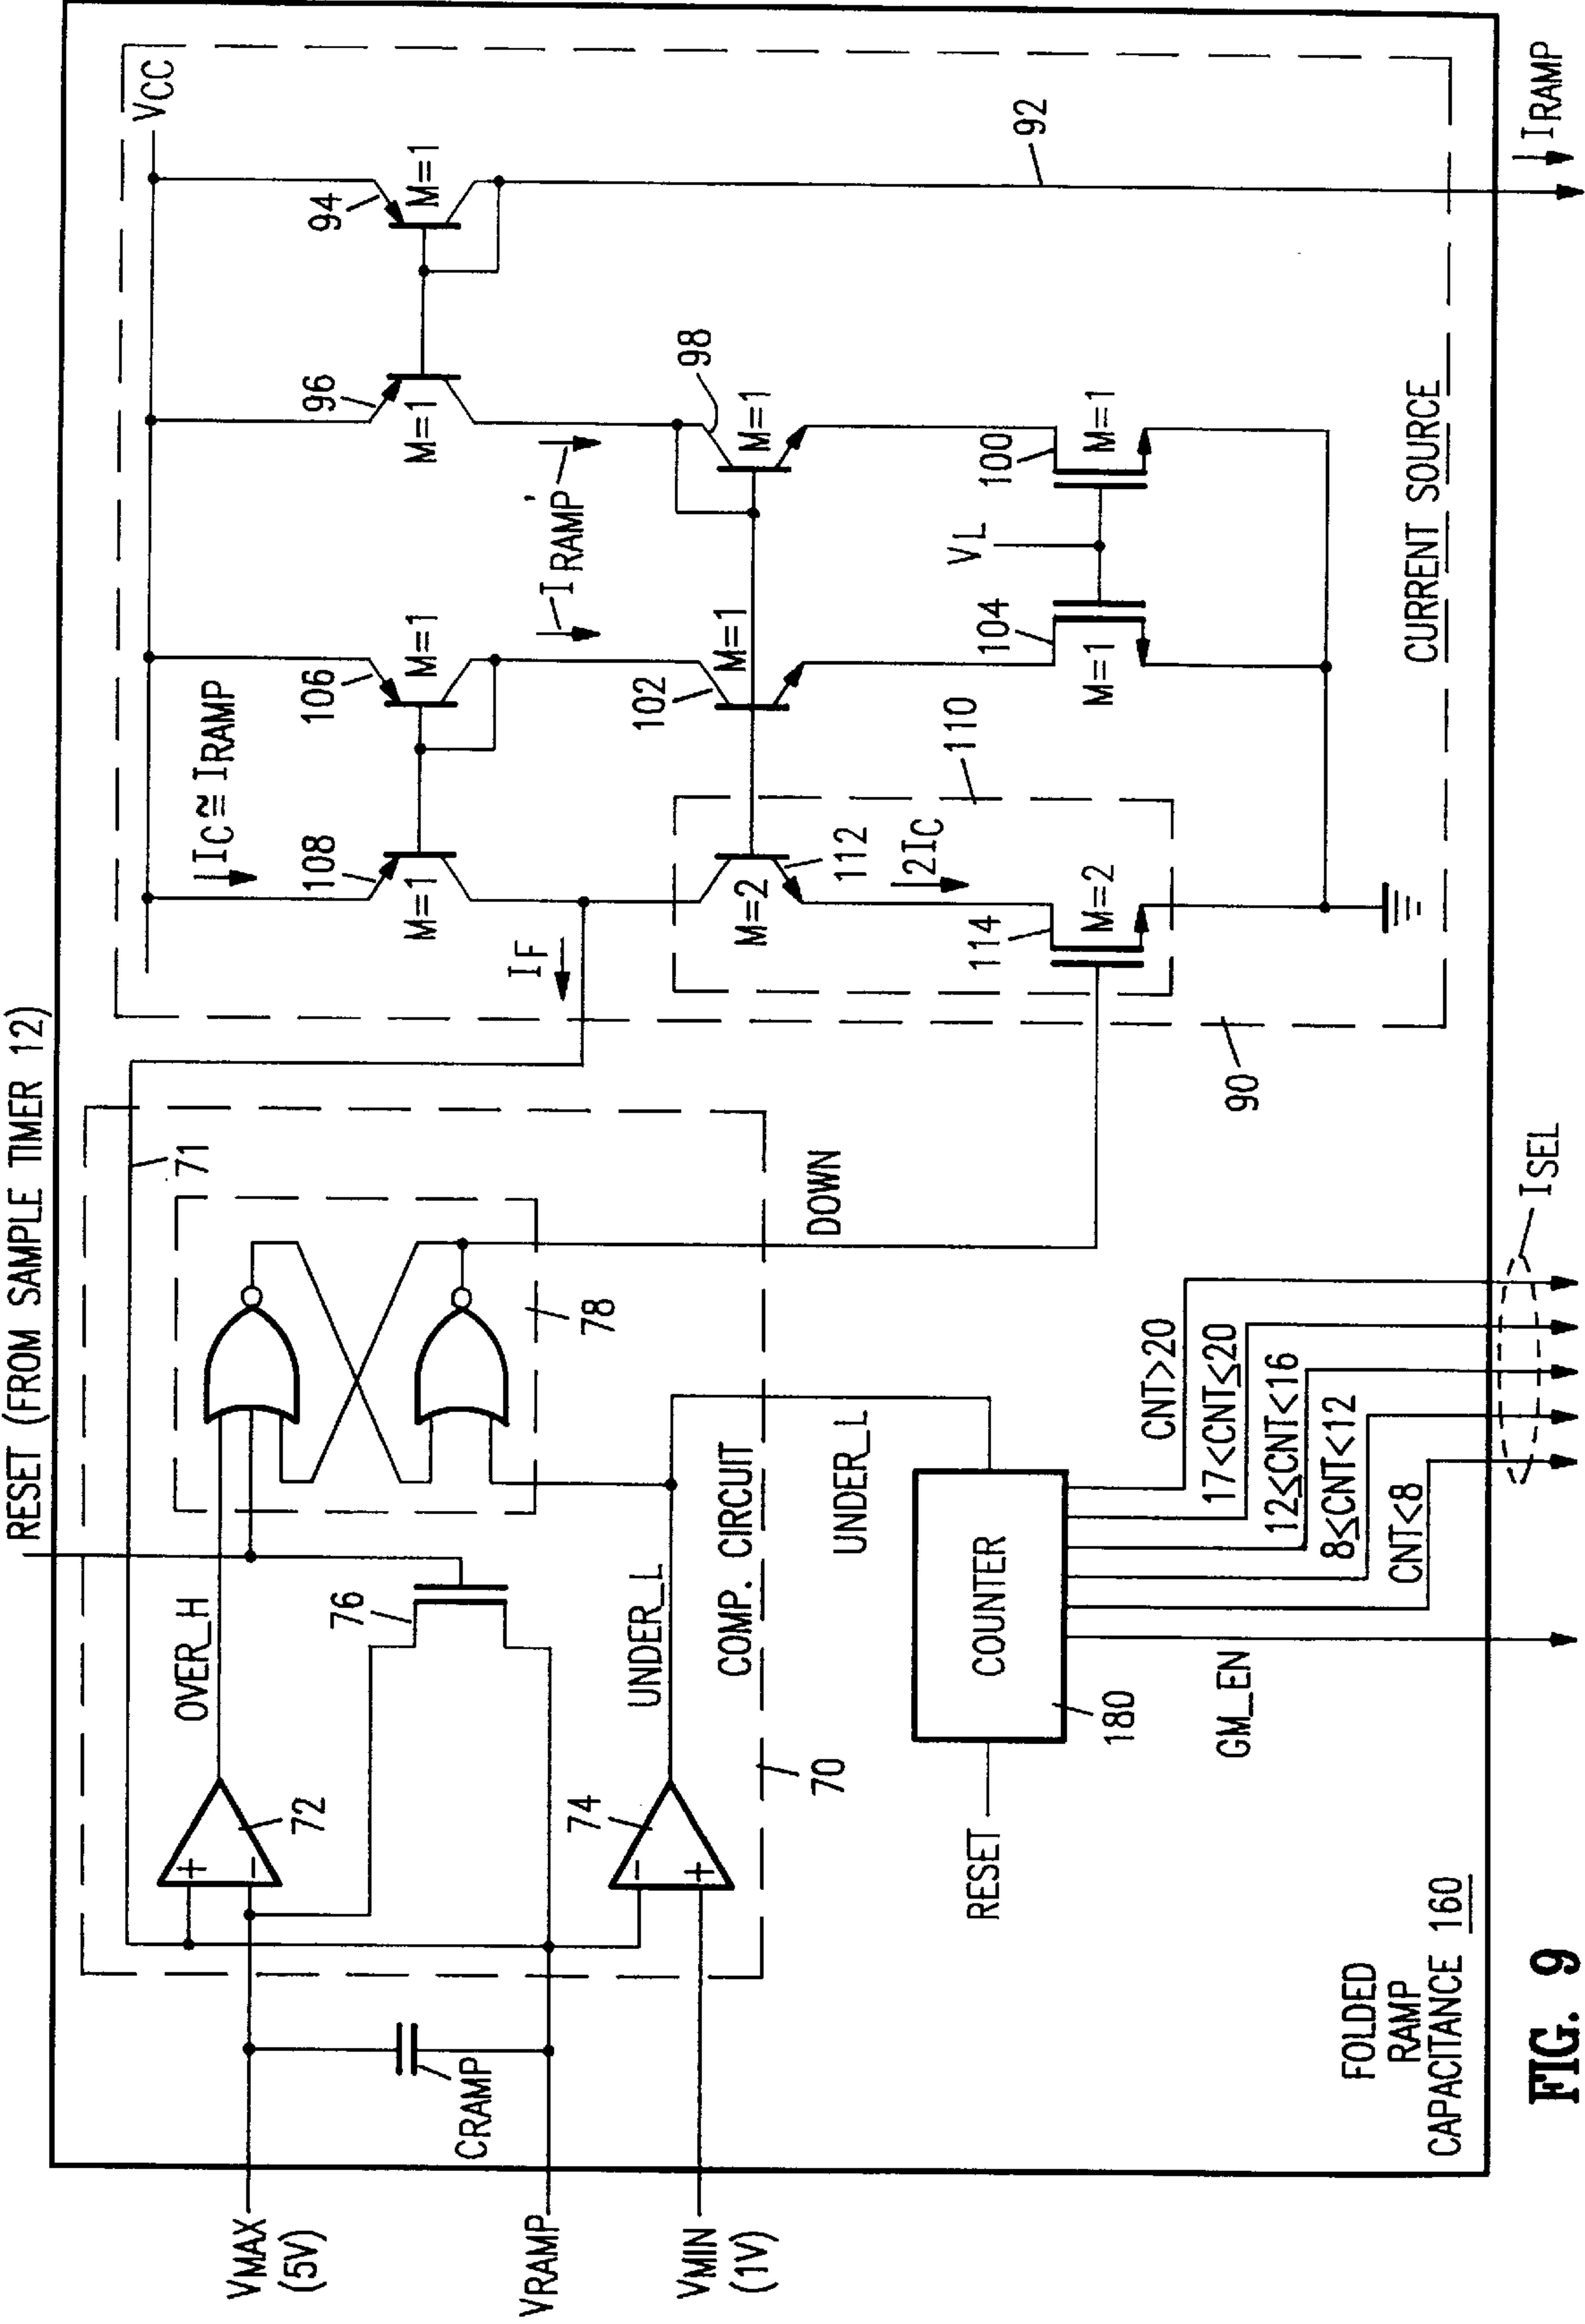 RESET (FROM SAMPLE TIMER 12)
VMAX
(5V)
VRAMP
VMIN
(1V)
CRAMP
+
−
72
OVER_H
76
−
+
74
UNDER_L
71
78
COMP. CIRCUIT
70
DOWN
UNDER_L
RESET
COUNTER
180
GM_EN
CNT>20
17<CNT≤20
12≤CNT<16
8≤CNT<12
CNT<8
ISEL
VCC
IC≅IRAMP
108
M=1
106
M=1
96
M=1
94
M=1
IF
IRAMP'
98
M=1
102
M=1
M=2
112
110
2IC
114
M=2
104
M=1
VL
100
M=1
92
90
CURRENT SOURCE
IRAMP
FOLDED
RAMP
CAPACITANCE 160
FIG. 9